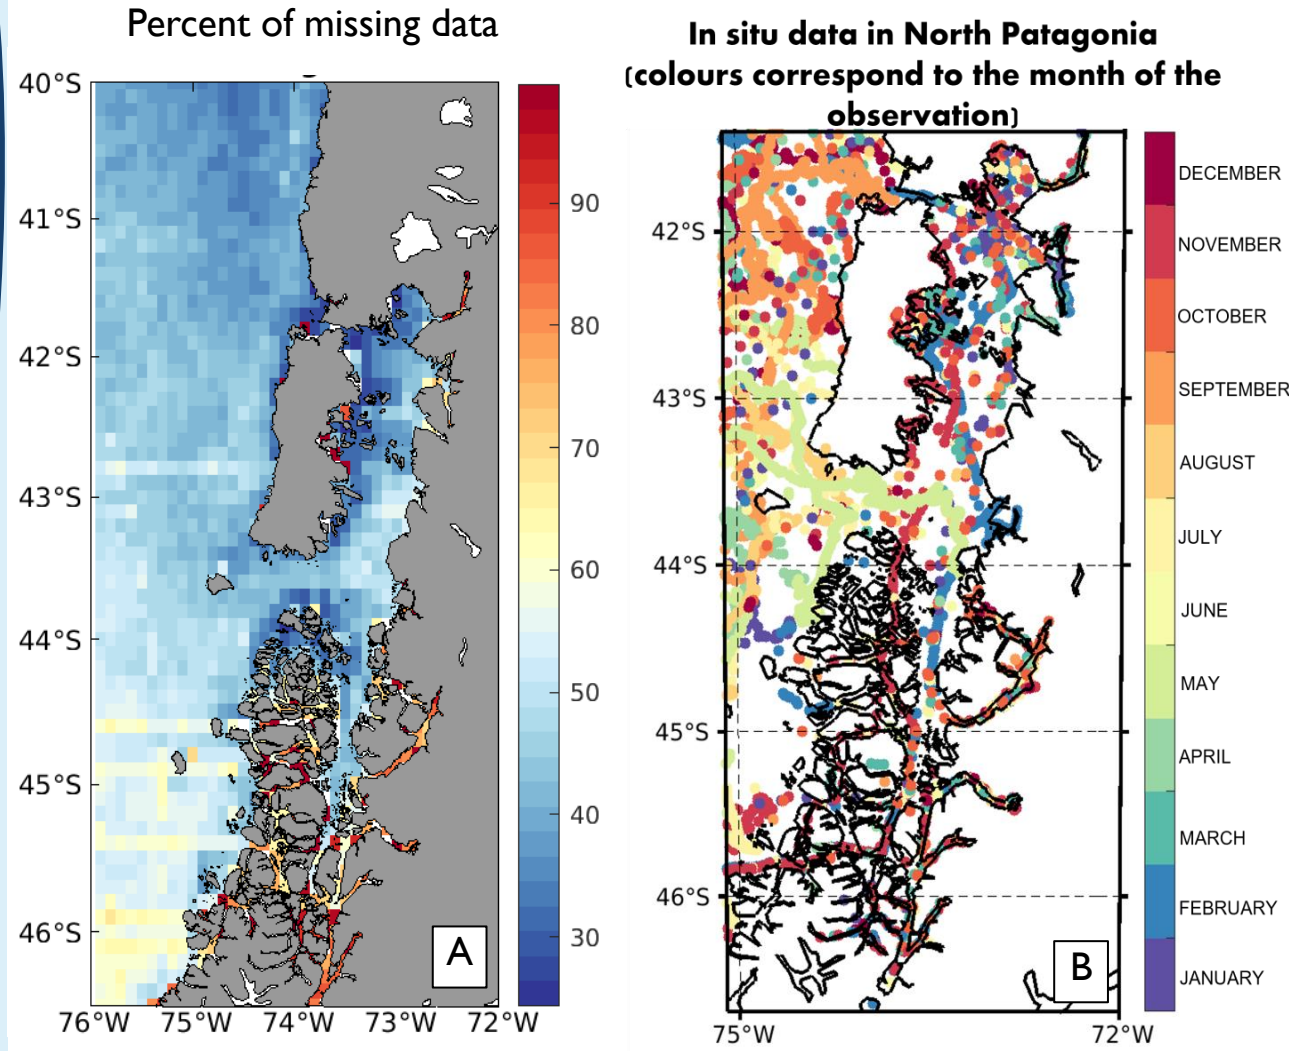 Percent of missing data
40°S
41°S
42°S
43°S
44°S
45°S
46°S
76°W 75°W 74°W 73°W 72°W
90
80
70
60
50
40
30
A
In situ data in North Patagonia
(colours correspond to the month of the
observation)
42°S
43°S
44°S
45°S
46°S
75°W 72°W
B
DECEMBER
NOVEMBER
OCTOBER
SEPTEMBER
AUGUST
JULY
JUNE
MAY
APRIL
MARCH
FEBRUARY
JANUARY